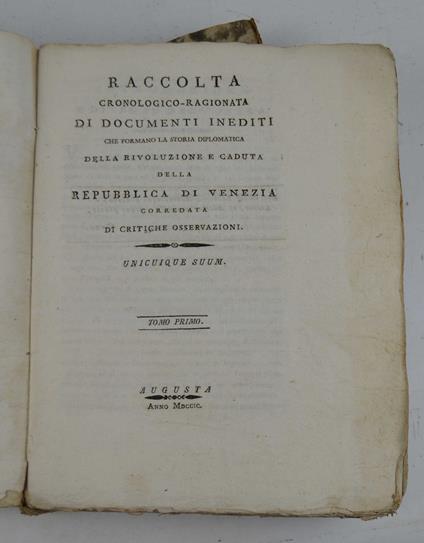 RACCOLTA
CRONOLOGICO-RAGIONATA
DI DOCUMENTI INEDITI
CHE FORMANO LA STORIA DIPLOMATICA
DELLA RIVOLUZIONE E CADUTA
DELLA
REPUBBLICA DI VENEZIA
CORREDATA
DI CRITICHE OSSERVAZIONI.
UNICUIQUE SUUM.
TOMO PRIMO.
AUGUSTA
ANNO MDCCIC.